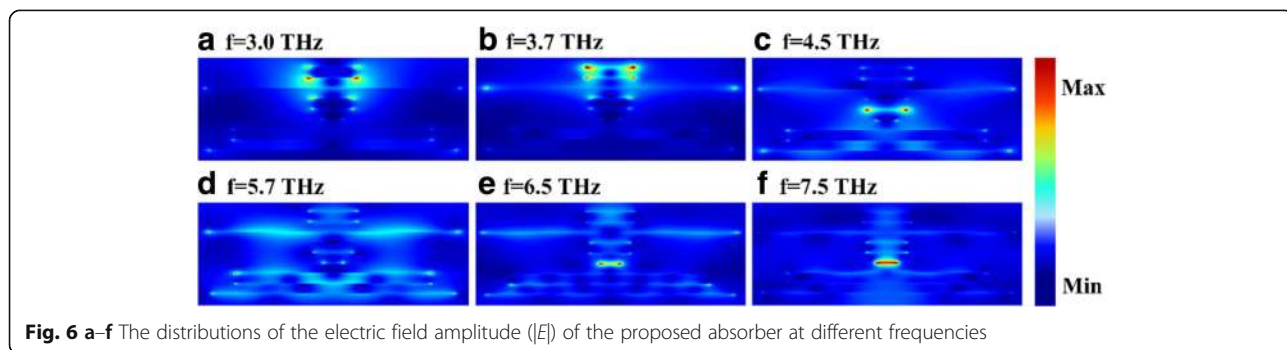 a f=3.0 THz
b f=3.7 THz
c f=4.5 THz
Max
d f=5.7 THz
e f=6.5 THz
f f=7.5 THz
Min
Fig. 6 a–f The distributions of the electric field amplitude (|E|) of the proposed absorber at different frequencies